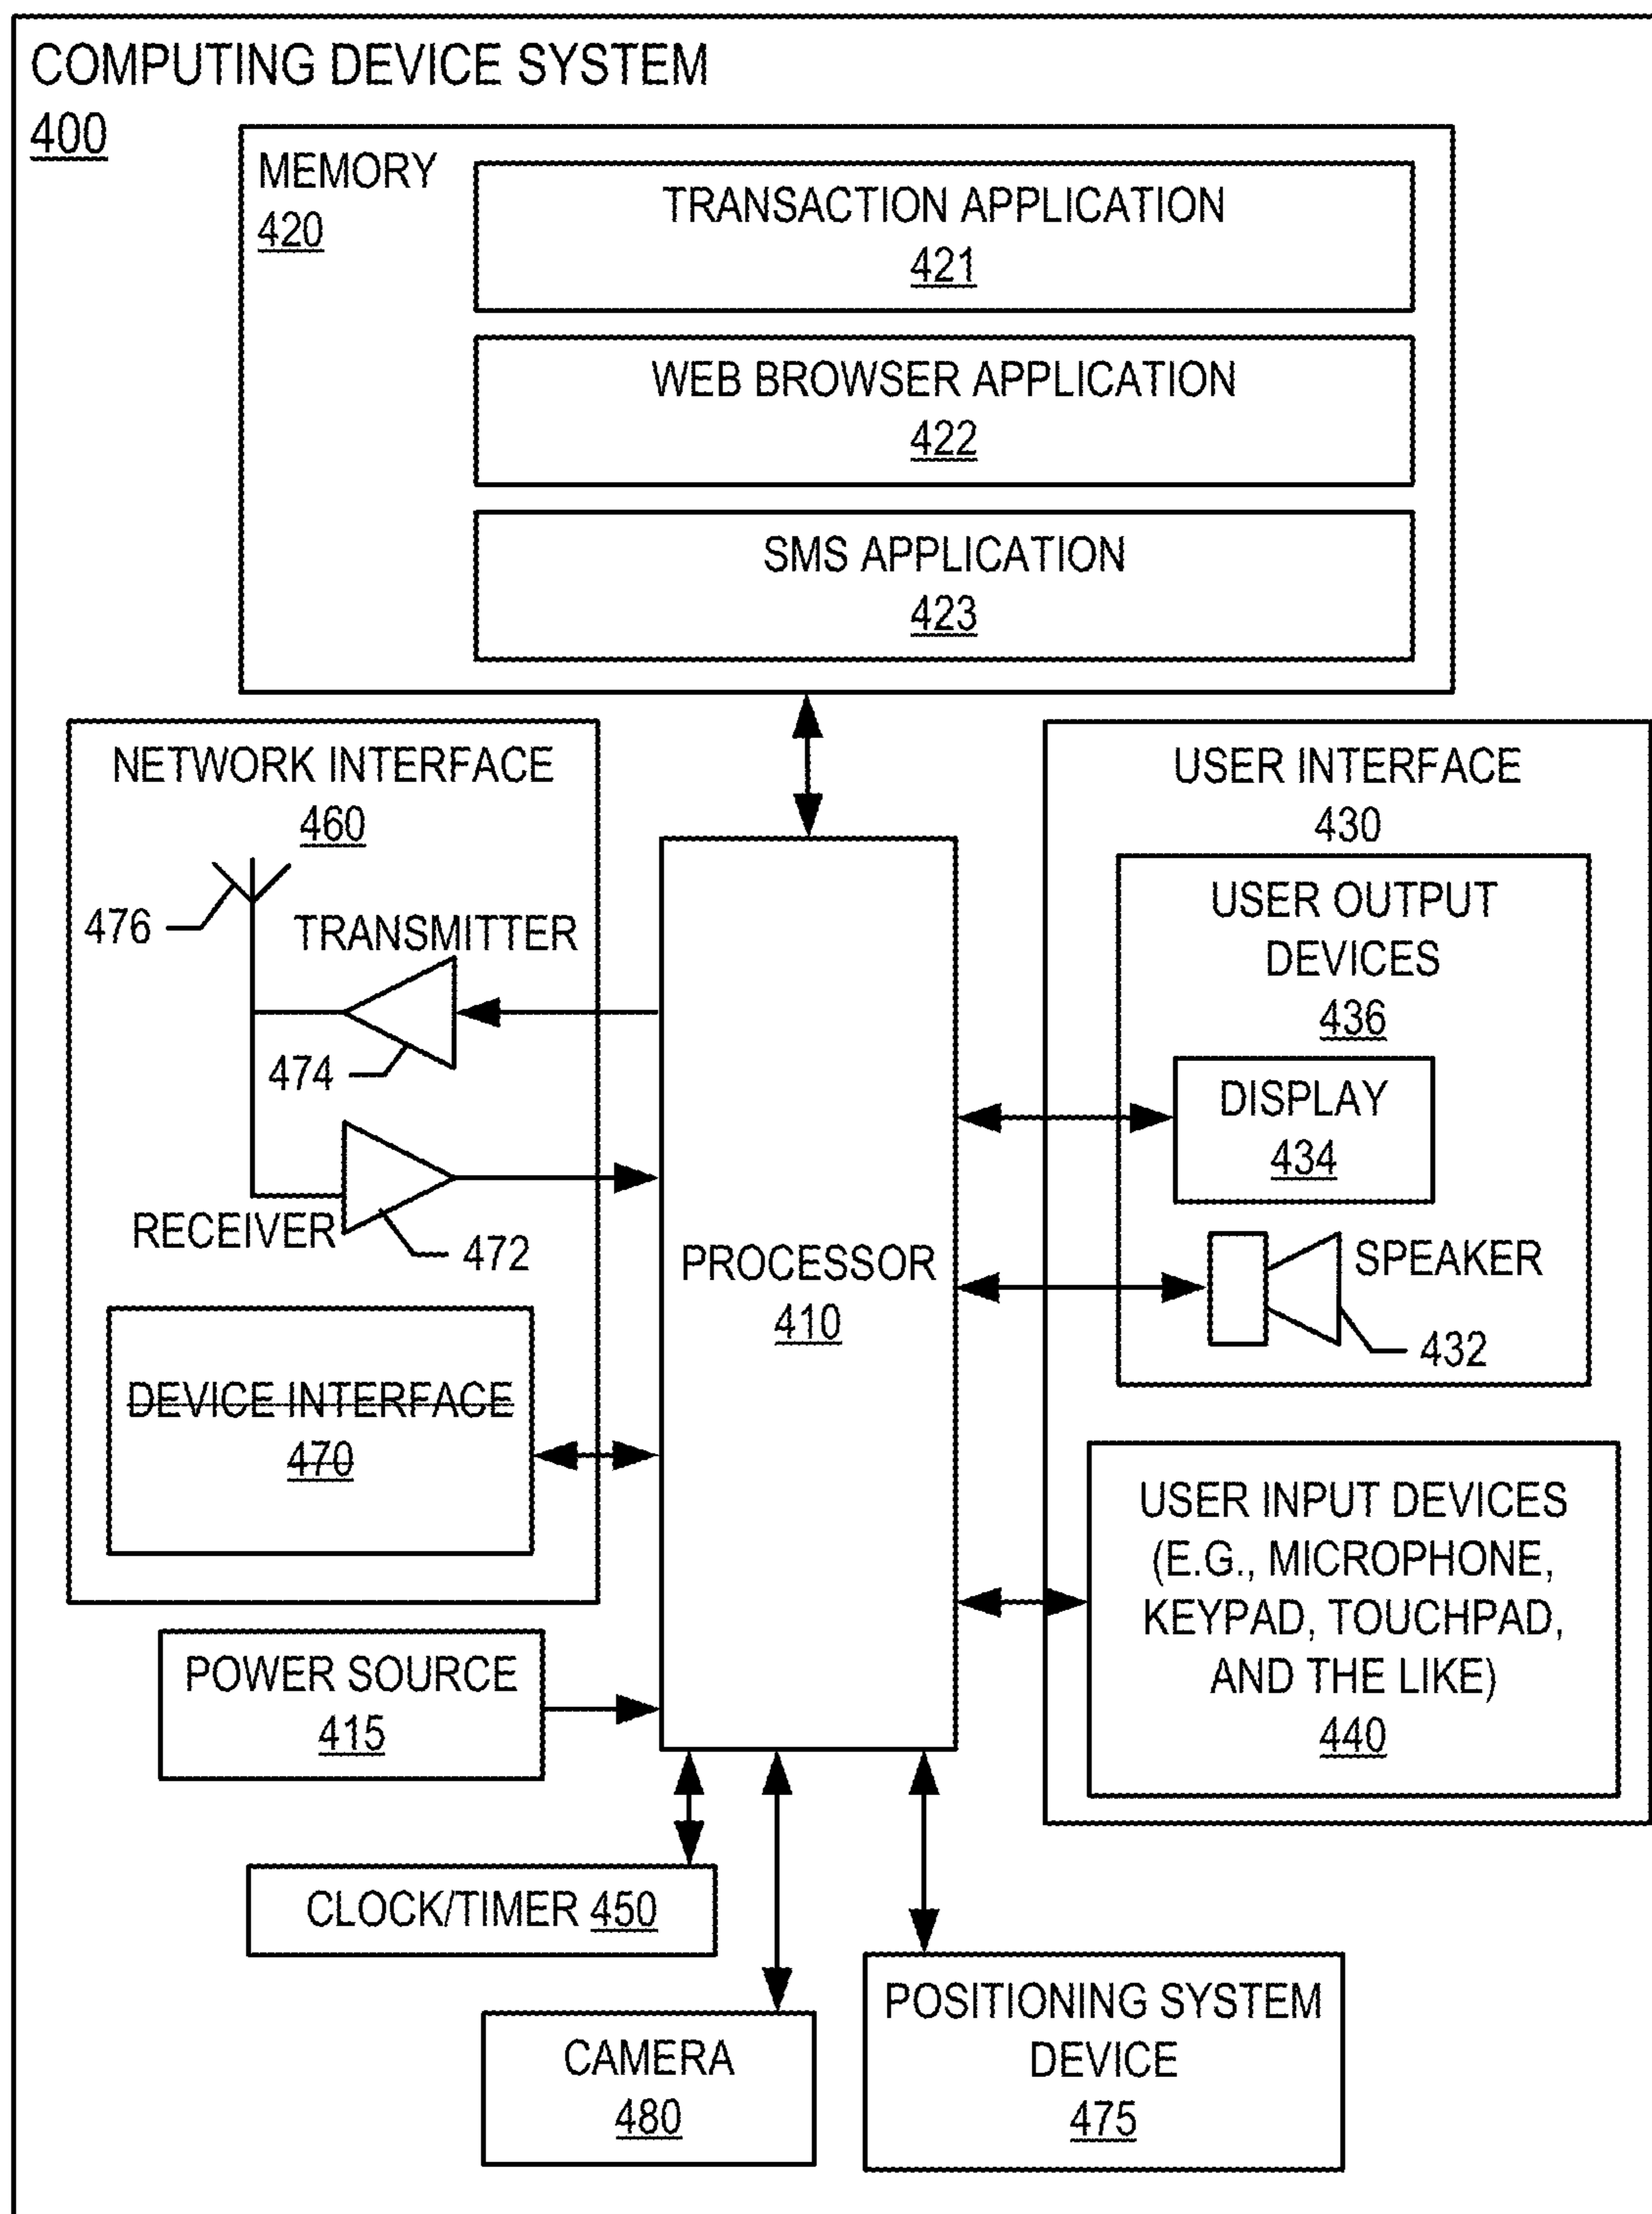 COMPUTING DEVICE SYSTEM
400
MEMORY
420
TRANSACTION APPLICATION
421
WEB BROWSER APPLICATION
422
SMS APPLICATION
423
NETWORK INTERFACE
460
476
TRANSMITTER
474
RECEIVER
472
DEVICE INTERFACE
470
POWER SOURCE
415
PROCESSOR
410
USER INTERFACE
430
USER OUTPUT
DEVICES
436
DISPLAY
434
SPEAKER
432
USER INPUT DEVICES
(E.G., MICROPHONE,
KEYPAD, TOUCHPAD,
AND THE LIKE)
440
CLOCK/TIMER 450
CAMERA
480
POSITIONING SYSTEM
DEVICE
475